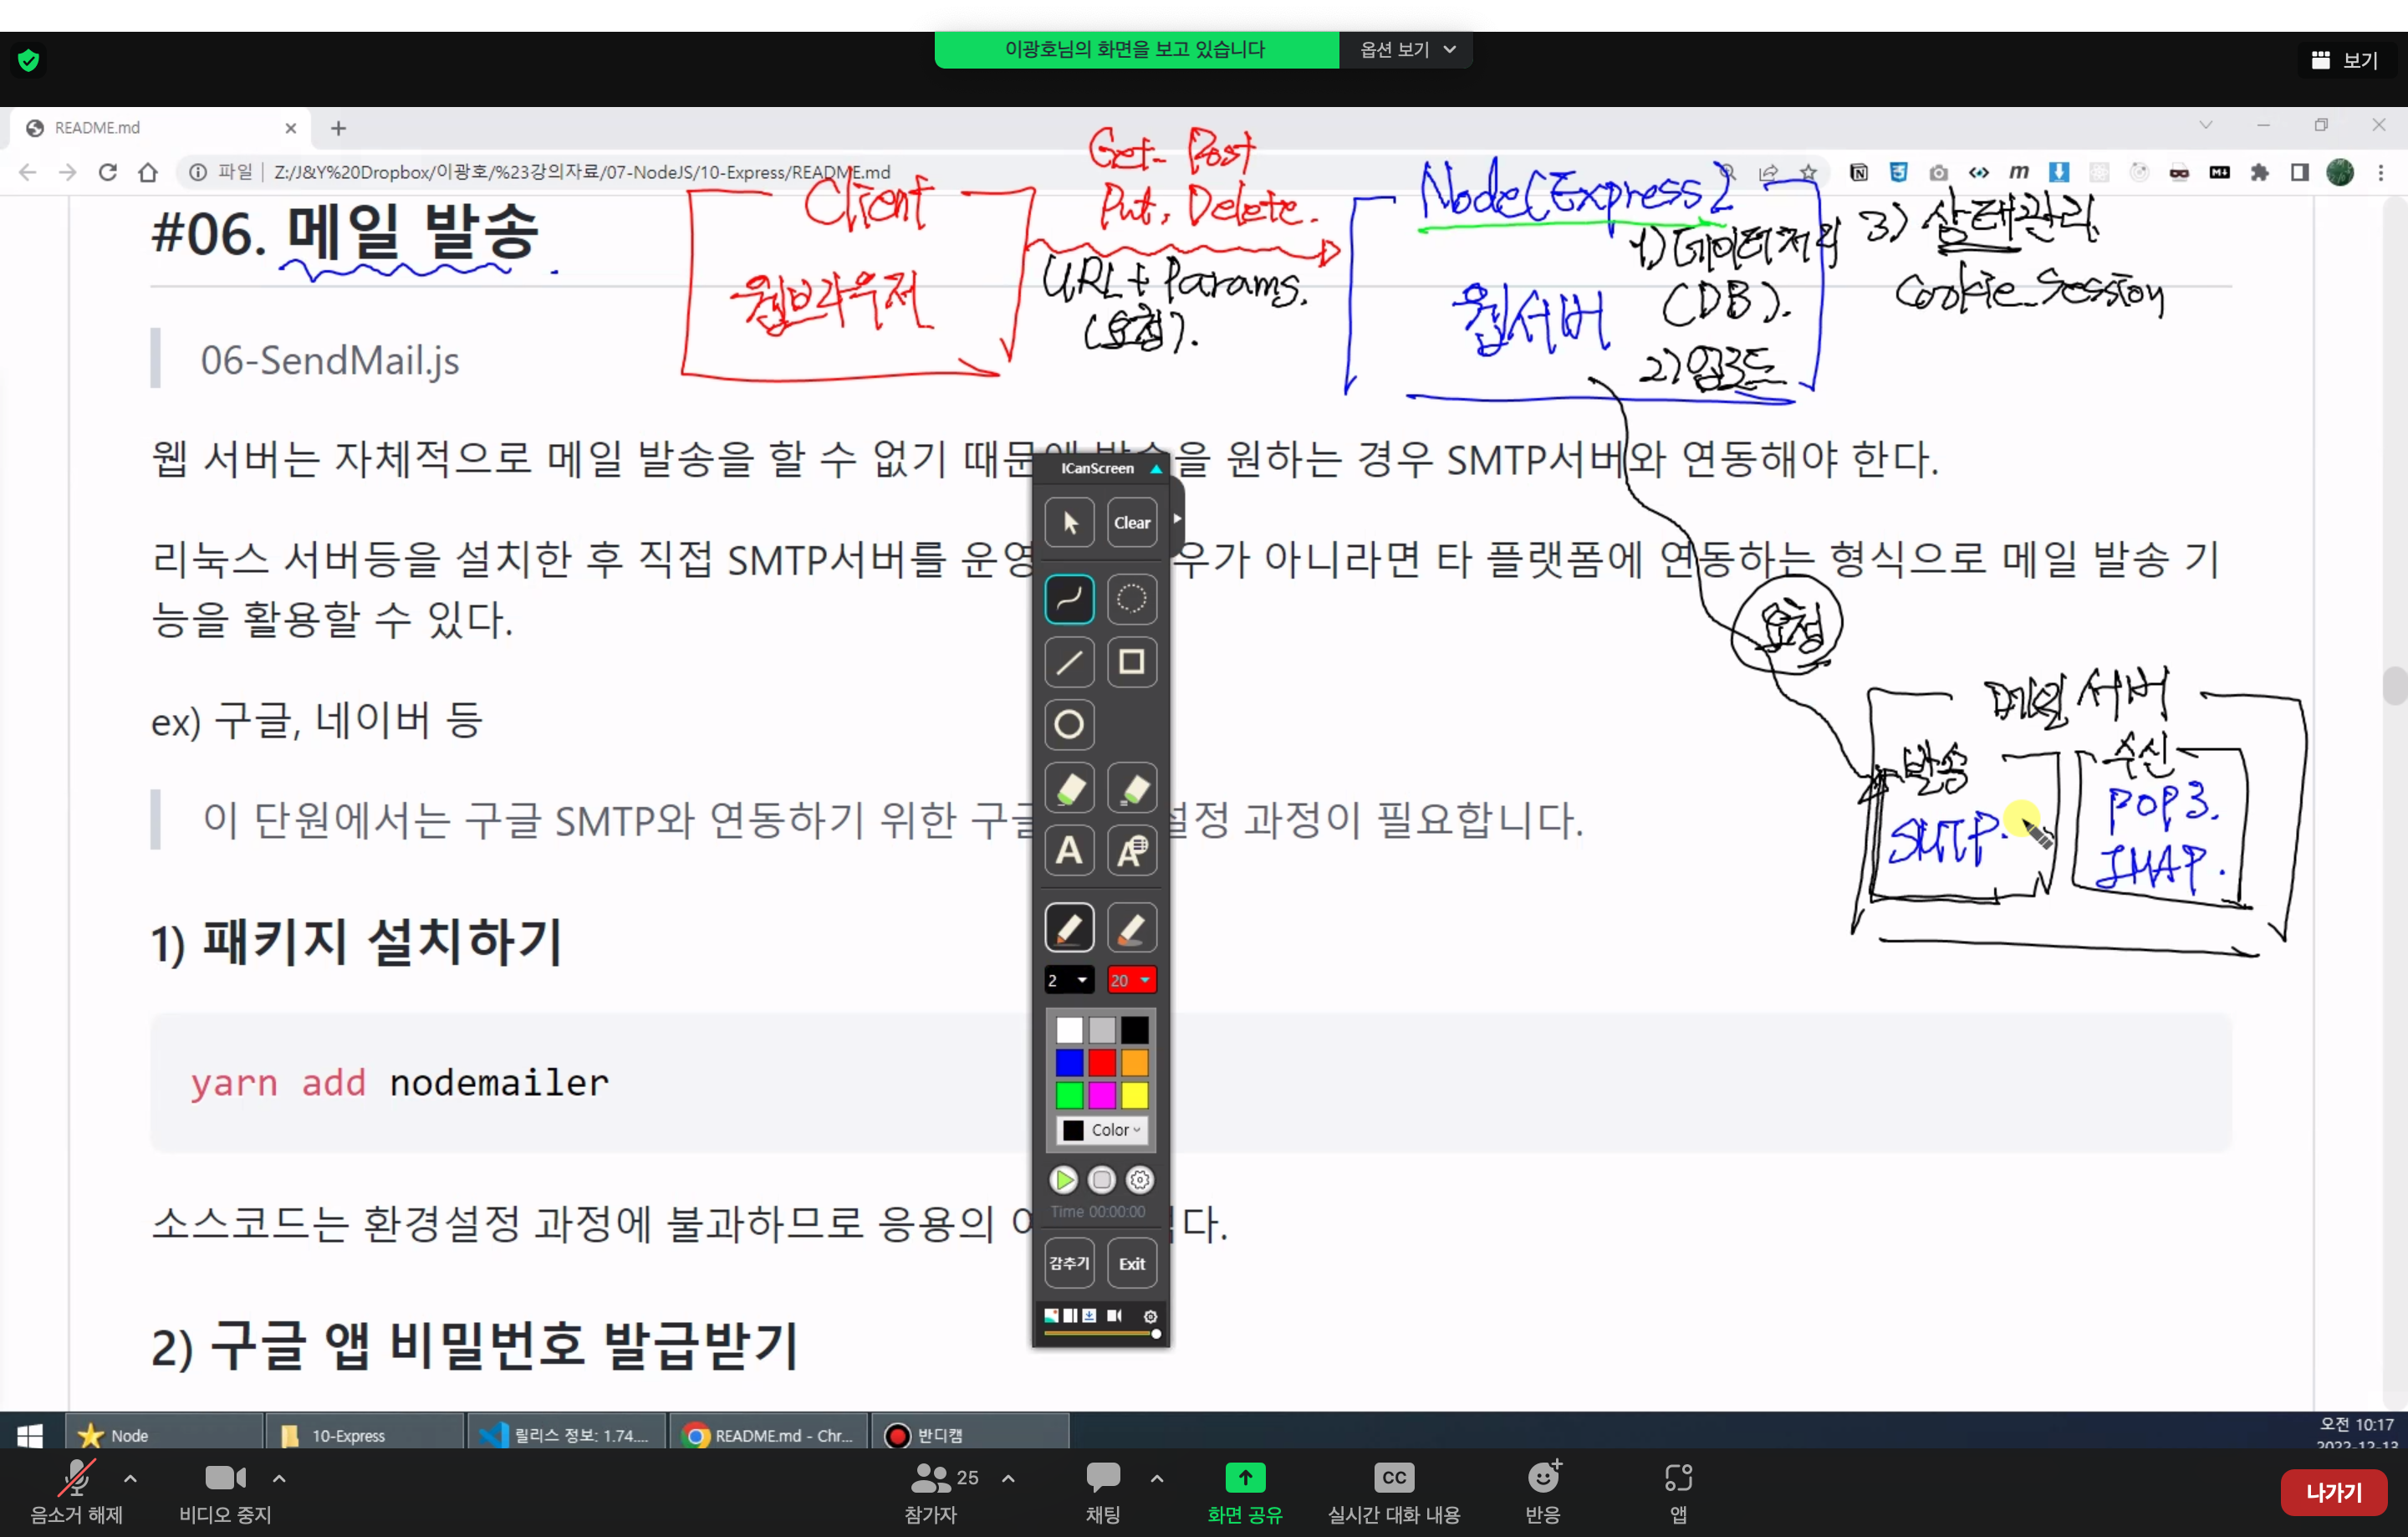 이광호님의 화면을 보고 있습니다
옵션 보기
보기
README.md
파일
Z:/J&Y%20Dropbox/이광호/%23강의자료/07-NodeJS/10-Express/README.md
Get- Post
Put, Delete.
Client
웹브라우저
URL + Params.
(요청).
Node(Express)
웹서버
1) 데이터처리
(DB).
2) 업로드
3) 상태관리.
Cookie Session
#06. 메일 발송
06-SendMail.js
웹 서버는 자체적으로 메일 발송을 할 수 없기 때문에 발송을 원하는 경우 SMTP서버와 연동해야 한다.
리눅스 서버등을 설치한 후 직접 SMTP서버를 운영 우가 아니라면 타 플랫폼에 연동하는 형식으로 메일 발송 기
능을 활용할 수 있다.
ex) 구글, 네이버 등
이 단원에서는 구글 SMTP와 연동하기 위한 구글 설정 과정이 필요합니다.
요청
메일 서버
발송
SMTP.
수신
POP3.
IMAP.
1) 패키지 설치하기
yarn add nodemailer
소스코드는 환경설정 과정에 불과하므로 응용의 다.
2) 구글 앱 비밀번호 발급받기
ICanScreen
Clear
A
A
2
20
Color
Time 00:00:00
감추기
Exit
Node
10-Express
릴리스 정보: 1.74....
README.md - Chr...
반디캠
오전 10:17
2022-12-13
음소거 해제
비디오 중지
25
참가자
채팅
화면 공유
CC
실시간 대화 내용
반응
앱
나가기